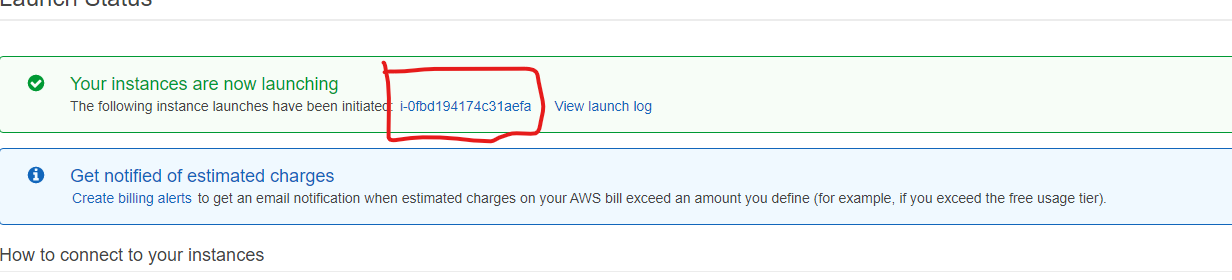 Launch Status
Your instances are now launching
The following instance launches have been initiated: i-0fbd194174c31aefa View launch log
Get notified of estimated charges
Create billing alerts to get an email notification when estimated charges on your AWS bill exceed an amount you define (for example, if you exceed the free usage tier).
How to connect to your instances